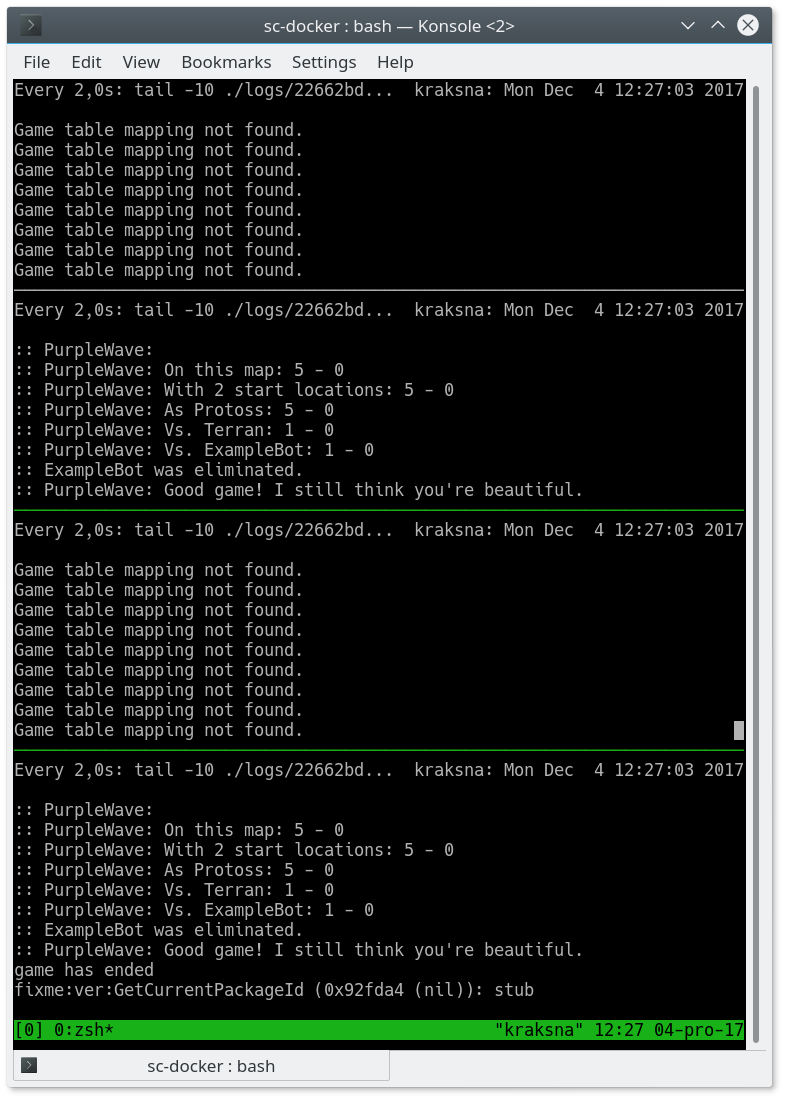 sc-docker : bash — Konsole <2>
File Edit View Bookmarks Settings Help
Every 2,0s: tail -10 ./logs/22662bd...  kraksna: Mon Dec  4 12:27:03 2017
Game table mapping not found.
Game table mapping not found.
Game table mapping not found.
Game table mapping not found.
Game table mapping not found.
Game table mapping not found.
Game table mapping not found.
Game table mapping not found.
Every 2,0s: tail -10 ./logs/22662bd...  kraksna: Mon Dec  4 12:27:03 2017
:: PurpleWave:
:: PurpleWave: On this map: 5 - 0
:: PurpleWave: With 2 start locations: 5 - 0
:: PurpleWave: As Protoss: 5 - 0
:: PurpleWave: Vs. Terran: 1 - 0
:: PurpleWave: Vs. ExampleBot: 1 - 0
:: ExampleBot was eliminated.
:: PurpleWave: Good game! I still think you're beautiful.
Every 2,0s: tail -10 ./logs/22662bd...  kraksna: Mon Dec  4 12:27:03 2017
Game table mapping not found.
Game table mapping not found.
Game table mapping not found.
Game table mapping not found.
Game table mapping not found.
Game table mapping not found.
Game table mapping not found.
Game table mapping not found.
Game table mapping not found.
Every 2,0s: tail -10 ./logs/22662bd...  kraksna: Mon Dec  4 12:27:03 2017
:: PurpleWave:
:: PurpleWave: On this map: 5 - 0
:: PurpleWave: With 2 start locations: 5 - 0
:: PurpleWave: As Protoss: 5 - 0
:: PurpleWave: Vs. Terran: 1 - 0
:: PurpleWave: Vs. ExampleBot: 1 - 0
:: ExampleBot was eliminated.
:: PurpleWave: Good game! I still think you're beautiful.
game has ended
fixme:ver:GetCurrentPackageId (0x92fda4 (nil)): stub
[0] 0:zsh* "kraksna" 12:27 04-pro-17
sc-docker : bash